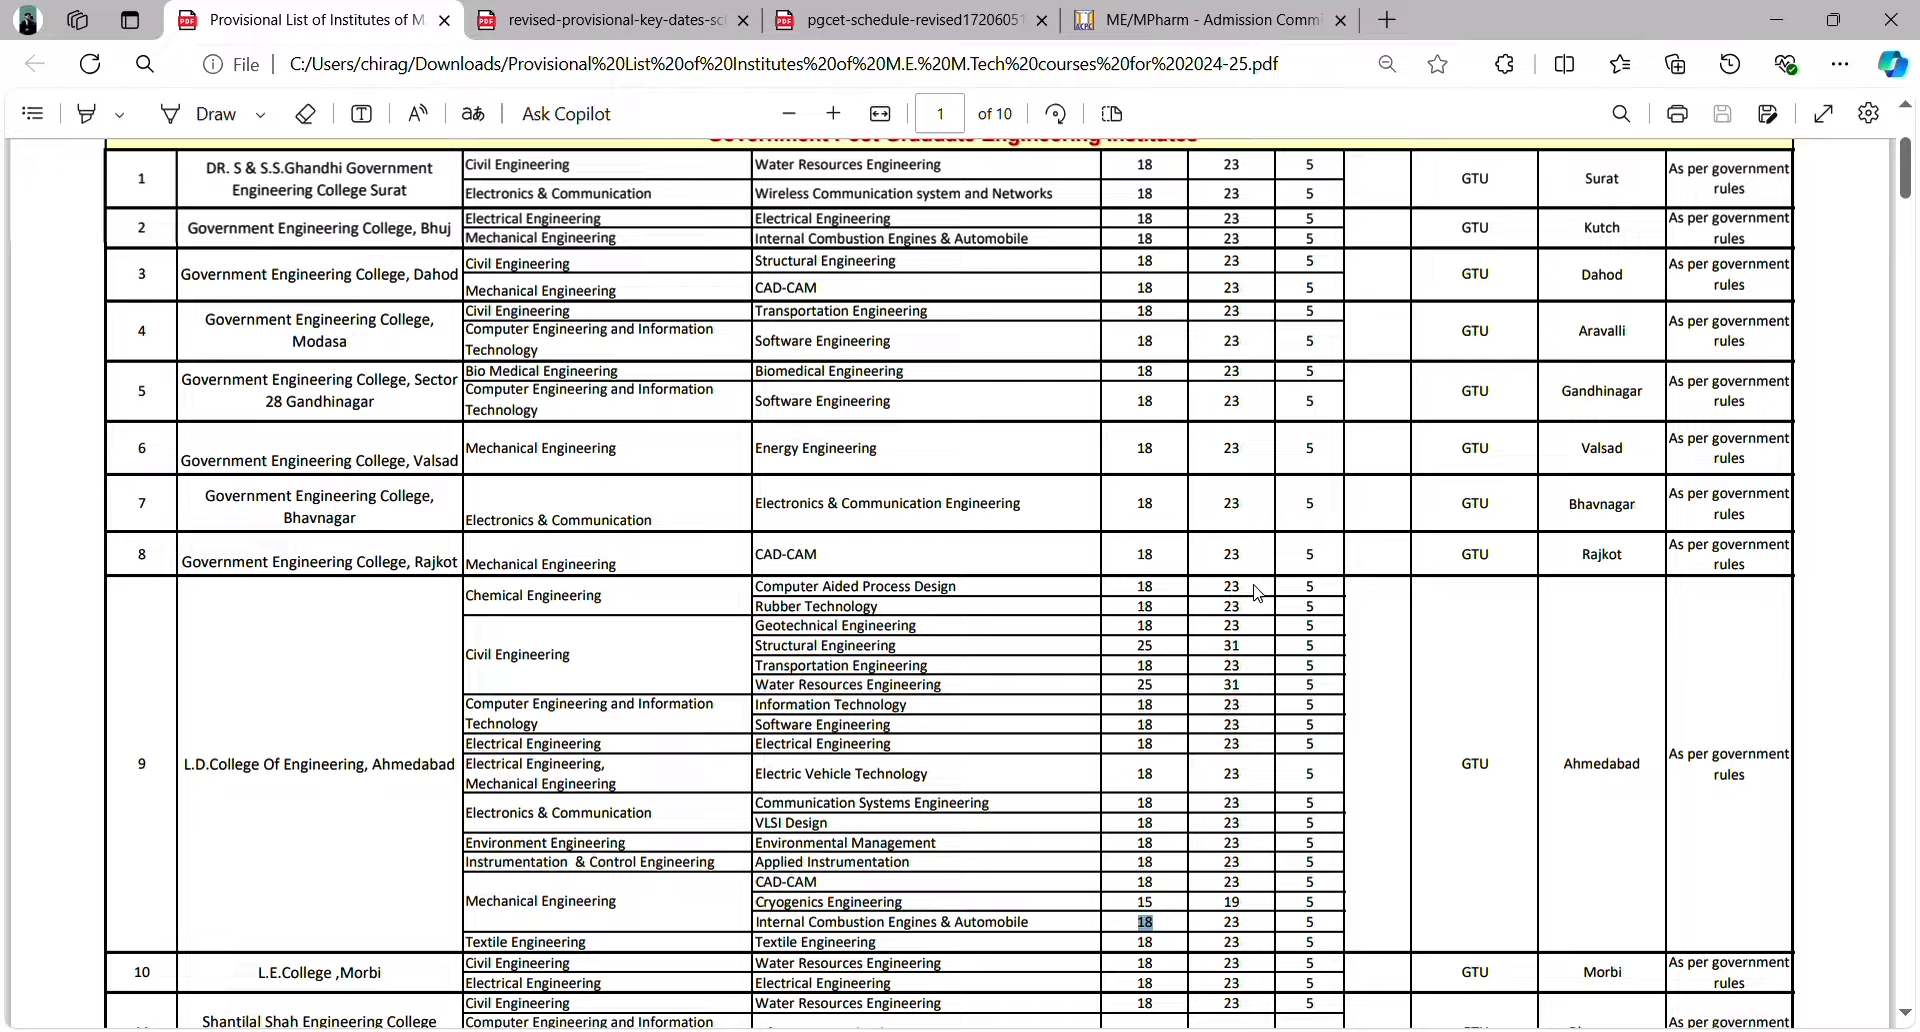 Provisional List of Institutes of M
revised-provisional-key-dates-sc
pgcet-schedule-revised17206051
ME/MPharm - Admission Commi
File
C:/Users/chirag/Downloads/Provisional%20List%20of%20Institutes%20of%20M.E.%20M.Tech%20courses%20for%202024-25.pdf
Draw
Ask Copilot
1 of 10
Government Post Graduate Engineering Institutes
1 DR. S & S.S.Ghandhi Government Engineering College Surat
Civil Engineering Water Resources Engineering 18 23 5
Electronics & Communication Wireless Communication system and Networks 18 23 5
GTU Surat As per government rules
2 Government Engineering College, Bhuj
Electrical Engineering Electrical Engineering 18 23 5
Mechanical Engineering Internal Combustion Engines & Automobile 18 23 5
GTU Kutch As per government rules
3 Government Engineering College, Dahod
Civil Engineering Structural Engineering 18 23 5
Mechanical Engineering CAD-CAM 18 23 5
GTU Dahod As per government rules
4 Government Engineering College, Modasa
Civil Engineering Transportation Engineering 18 23 5
Computer Engineering and Information Technology Software Engineering 18 23 5
GTU Aravalli As per government rules
5 Government Engineering College, Sector 28 Gandhinagar
Bio Medical Engineering Biomedical Engineering 18 23 5
Computer Engineering and Information Technology Software Engineering 18 23 5
GTU Gandhinagar As per government rules
6 Government Engineering College, Valsad
Mechanical Engineering Energy Engineering 18 23 5
GTU Valsad As per government rules
7 Government Engineering College, Bhavnagar
Electronics & Communication Electronics & Communication Engineering 18 23 5
GTU Bhavnagar As per government rules
8 Government Engineering College, Rajkot
Mechanical Engineering CAD-CAM 18 23 5
GTU Rajkot As per government rules
9 L.D.College Of Engineering, Ahmedabad
Chemical Engineering Computer Aided Process Design 18 23 5
Rubber Technology 18 23 5
Civil Engineering Geotechnical Engineering 18 23 5
Structural Engineering 25 31 5
Transportation Engineering 18 23 5
Water Resources Engineering 25 31 5
Computer Engineering and Information Technology Information Technology 18 23 5
Software Engineering 18 23 5
Electrical Engineering Electrical Engineering 18 23 5
Electrical Engineering, Mechanical Engineering Electric Vehicle Technology 18 23 5
Electronics & Communication Communication Systems Engineering 18 23 5
VLSI Design 18 23 5
Environment Engineering Environmental Management 18 23 5
Instrumentation & Control Engineering Applied Instrumentation 18 23 5
Mechanical Engineering CAD-CAM 18 23 5
Cryogenics Engineering 15 19 5
Internal Combustion Engines & Automobile 18 23 5
Textile Engineering Textile Engineering 18 23 5
GTU Ahmedabad As per government rules
10 L.E.College ,Morbi
Civil Engineering Water Resources Engineering 18 23 5
Electrical Engineering Electrical Engineering 18 23 5
GTU Morbi As per government rules
Shantilal Shah Engineering College
Civil Engineering Water Resources Engineering 18 23 5
Computer Engineering and Information
As per government